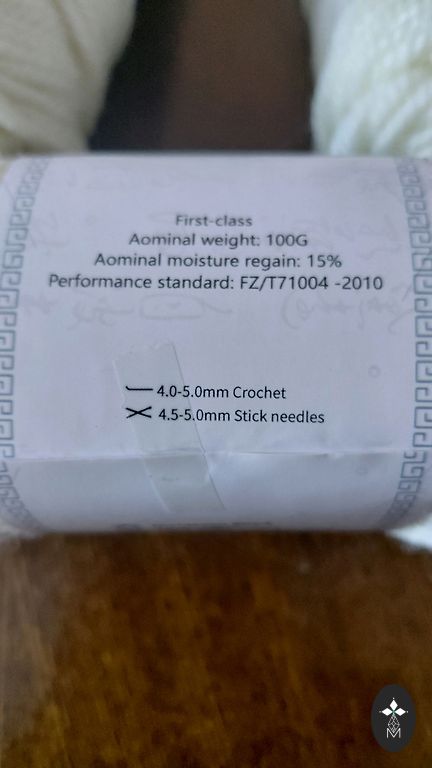 First-class
Aominal weight: 100G
Aominal moisture regain: 15%
Performance standard: FZ/T71004 -2010
4.0-5.0mm Crochet
4.5-5.0mm Stick needles